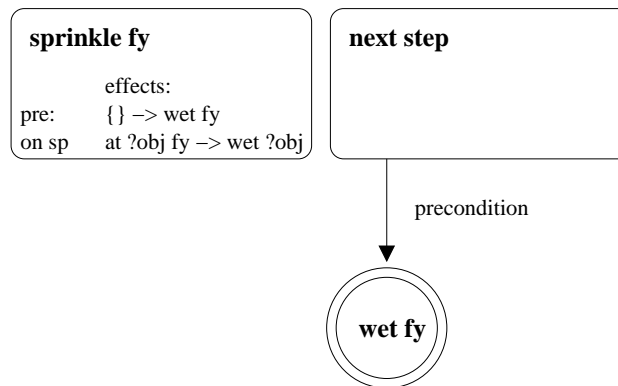 sprinkle fy
effects:
pre: {} −> wet fy
on sp at ?obj fy −> wet ?obj
next step
precondition
wet fy